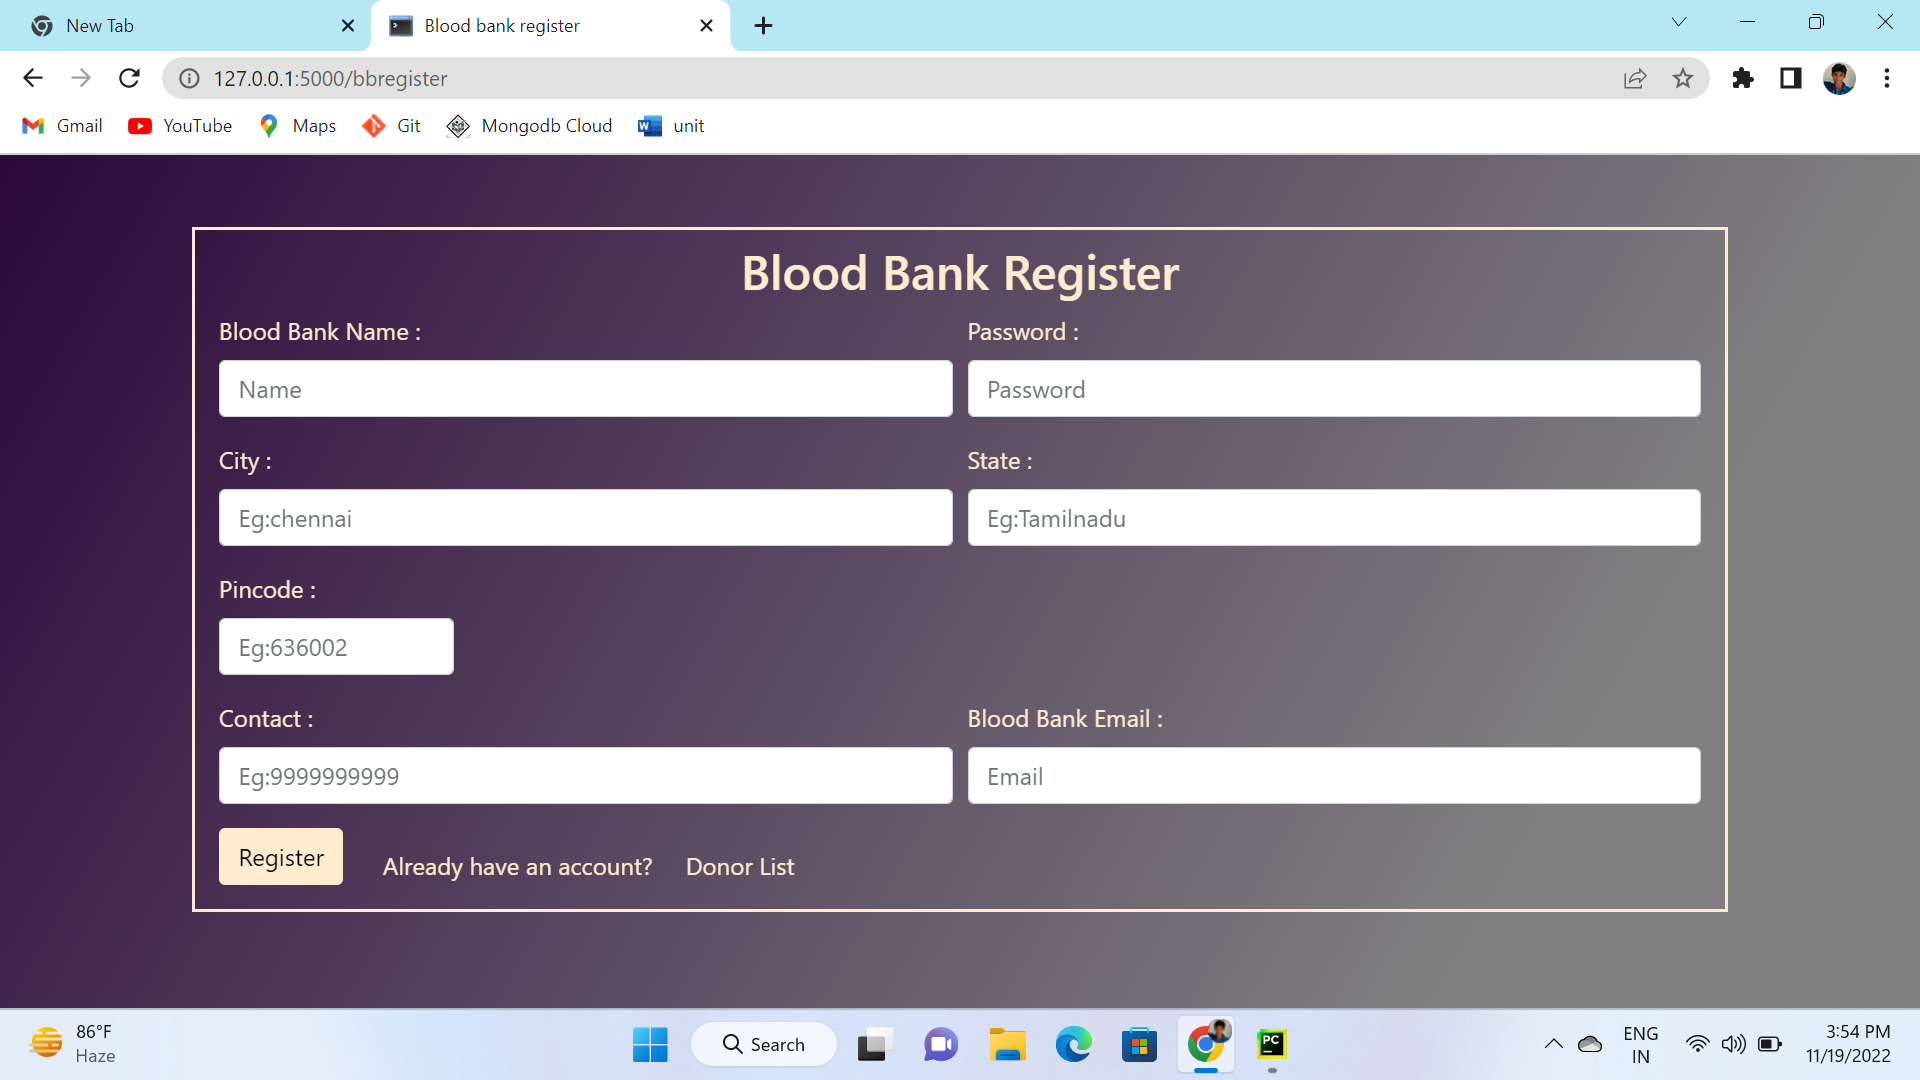 New Tab
Blood bank register
127.0.0.1:5000/bbregister
Gmail
YouTube
Maps
Git
Mongodb Cloud
unit
Blood Bank Register
Blood Bank Name :
Password :
Name
Password
City :
State :
Eg:chennai
Eg:Tamilnadu
Pincode :
Eg:636002
Contact :
Blood Bank Email :
Eg:9999999999
Email
Register
Already have an account?
Donor List
86°F
Haze
Search
PC
ENG
IN
3:54 PM
11/19/2022